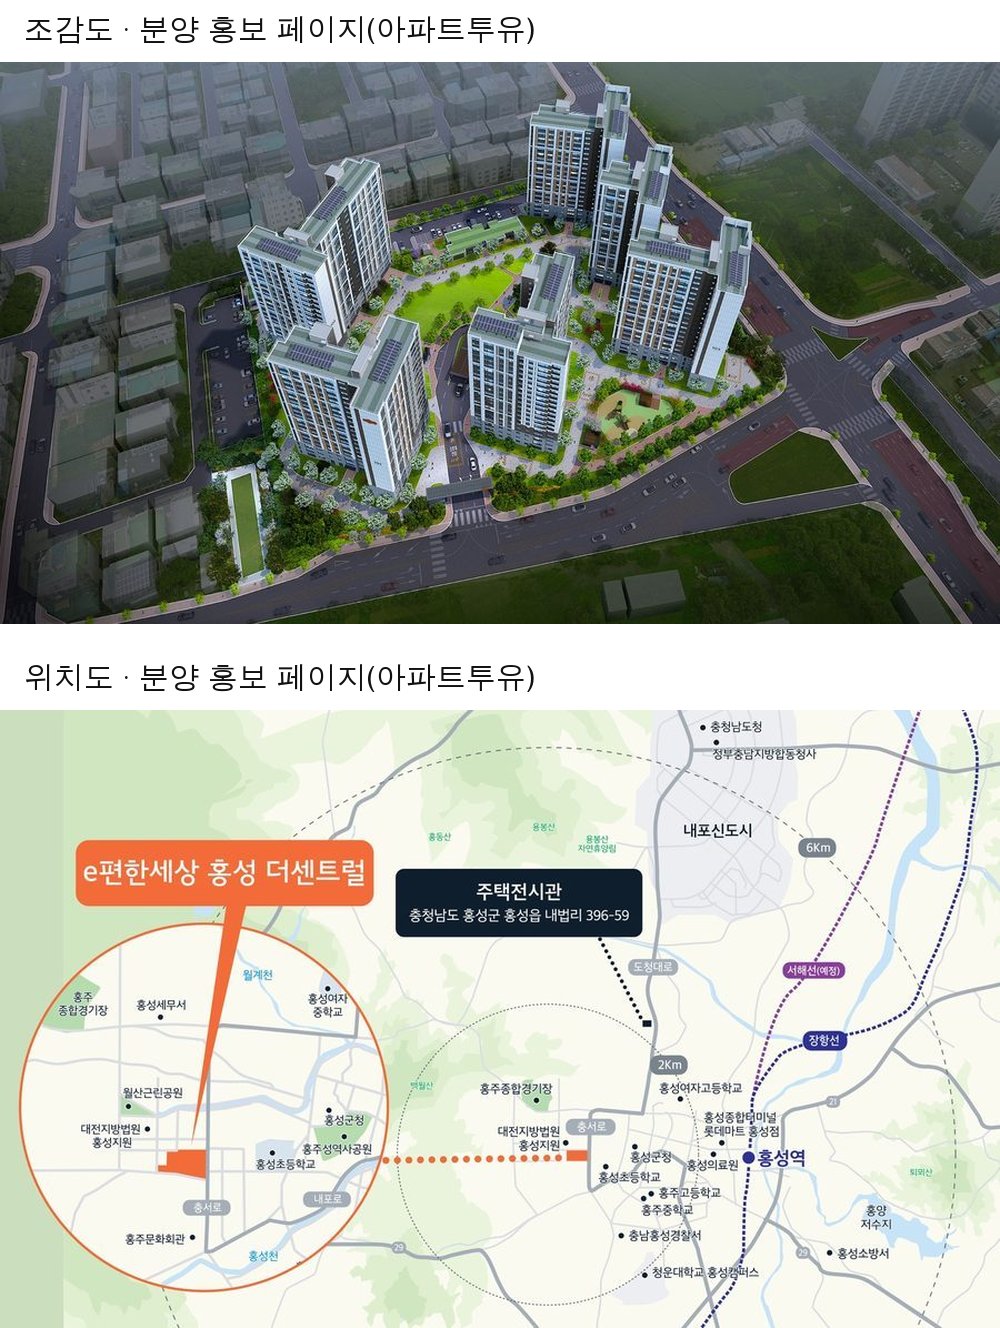 조감도 · 분양 홍보 페이지(아파트투유)
위치도 · 분양 홍보 페이지(아파트투유)
충청남도청
정부충남지방합동청사
내포신도시
6Km
홍동산
용봉산
용봉산
자연휴양림
e편한세상 홍성 더센트럴
주택전시관
충청남도 홍성군 홍성읍 내법리 396-59
도청대로
서해선(예정)
장항선
월계천
홍주
종합경기장
홍성세무서
홍성여자
중학교
월산근린공원
대전지방법원
홍성지원
홍성군청
홍주성역사공원
홍성초등학교
충서로
내포로
홍주문화회관
홍성천
백월산
2Km
홍주종합경기장
홍성여자고등학교
21
대전지방법원
홍성지원
충서로
홍성종합터미널
롯데마트 홍성점
홍성군청
홍성의료원
홍성역
홍성초등학교
홍주고등학교
홍주중학교
충남홍성경찰서
청운대학교 홍성캠퍼스
29
29
퇴뫼산
홍양
저수지
홍성소방서